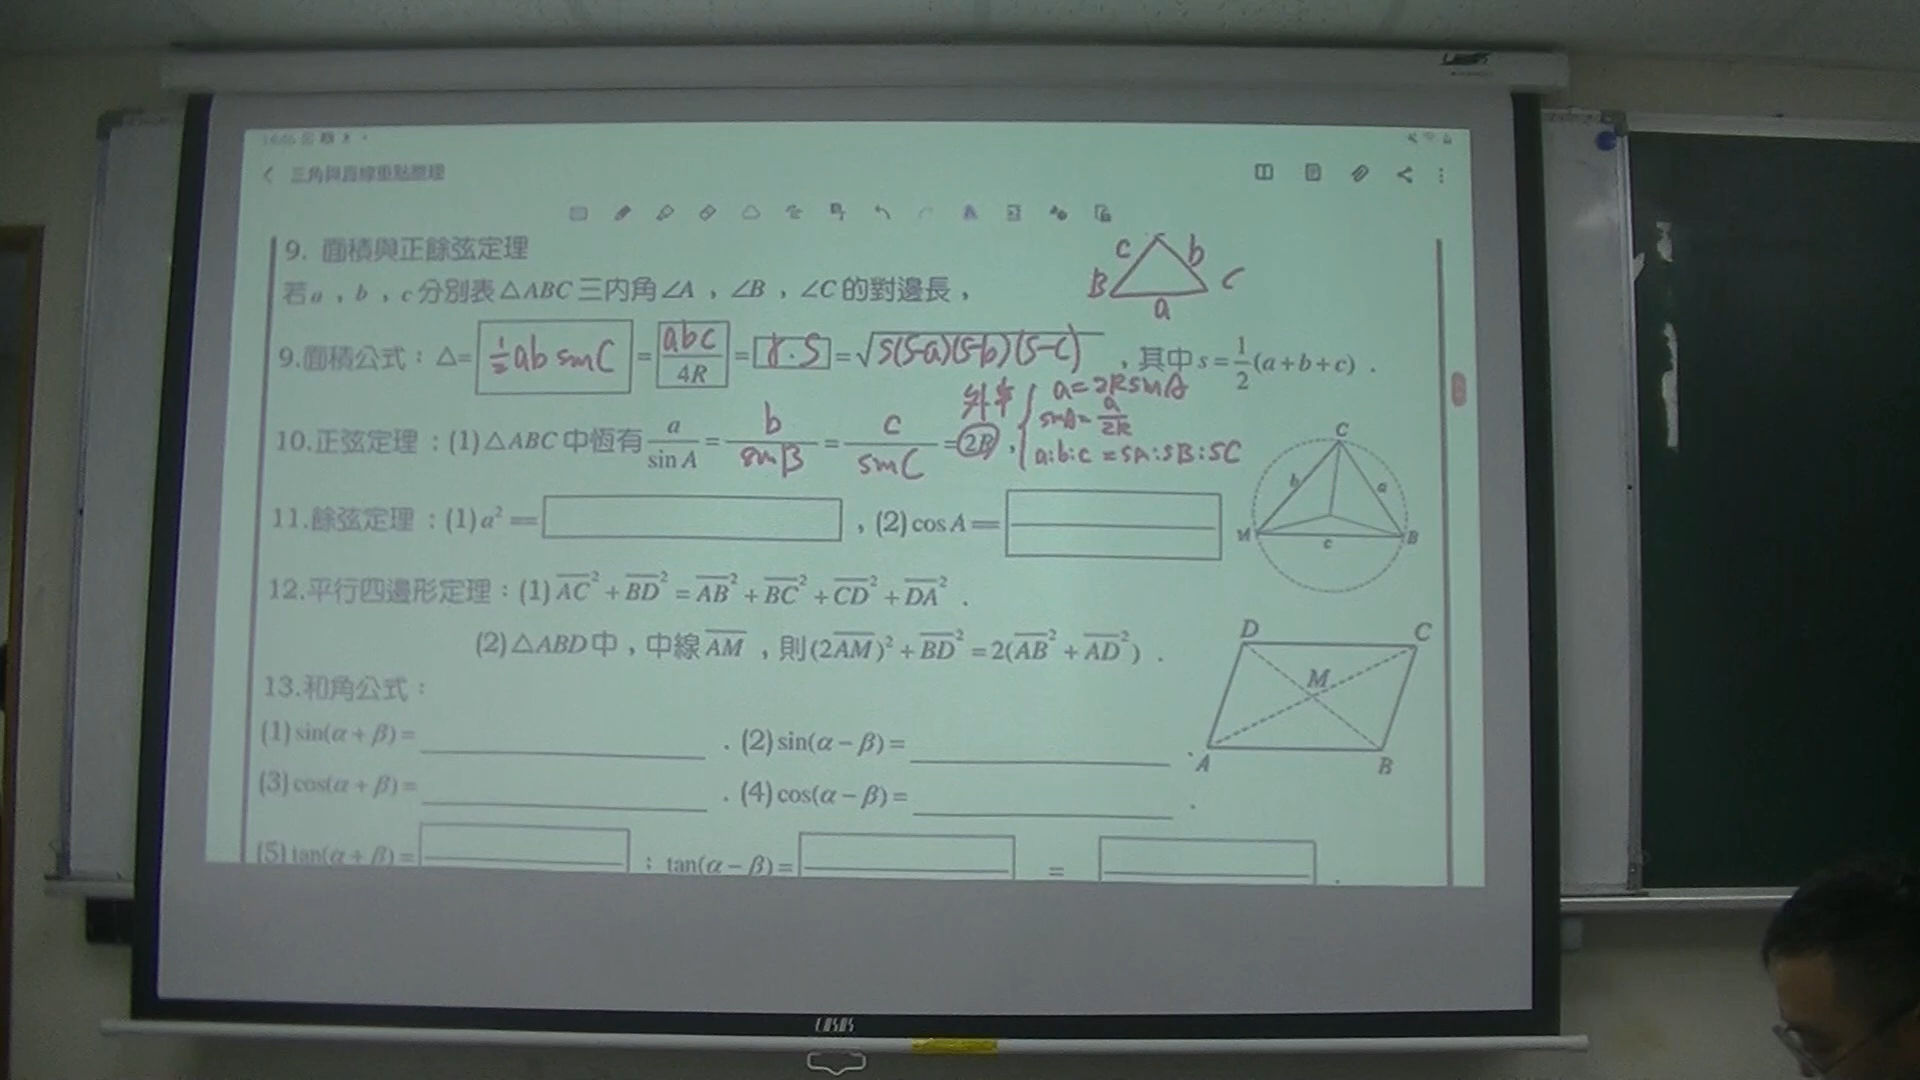 三角與直線重點整理
9. 面積與正餘弦定理
若a，b，c分別表△ABC三內角∠A，∠B，∠C的對邊長，
c b
B C
a
9.面積公式：△= ½ab sinC = abc/4R = r·s = √s(s-a)(s-b)(s-c)，其中s=1/2(a+b+c).
10.正弦定理：(1)△ABC中恆有 a/sin A = b/sinB = c/sinC = 2R，
外半 a=2RsinA
sinA=a/2R
a:b:c=sA:sB:sC
C
b a
c B
11.餘弦定理：(1)a²= ，(2)cos A=
12.平行四邊形定理：(1)AC²+BD²=AB²+BC²+CD²+DA².
(2)△ABD中，中線AM，則(2AM)²+BD²=2(AB²+AD²).
D C
M
A B
13.和角公式：
(1)sin(α+β)= .(2)sin(α−β)=
(3)cos(α+β)= .(4)cos(α−β)= .
(5)tan(α+β)= ；tan(α−β)= = .